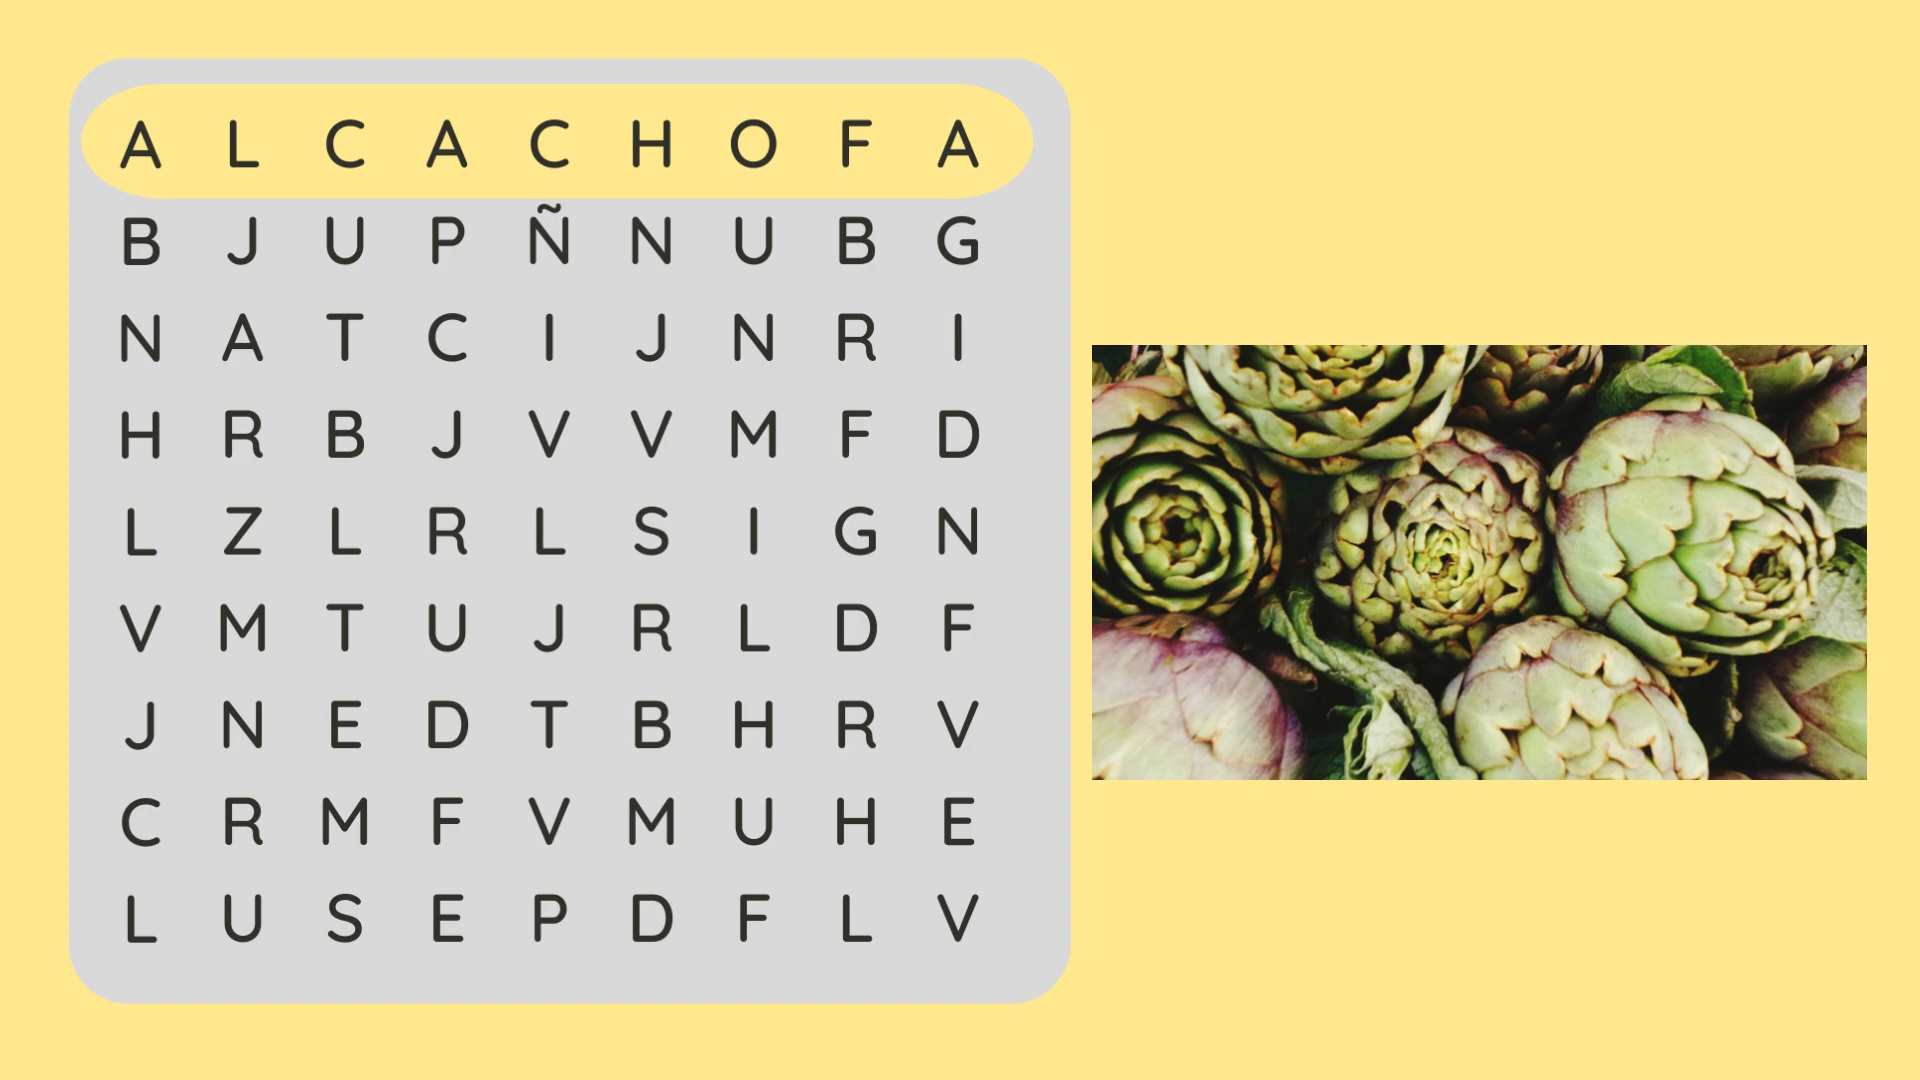 A L C A C H O F A
B J U P Ñ N U B G
N A T C I J N R I
H R B J V V M F D
L Z L R L S I G N
V M T U J R L D F
J N E D T B H R V
C R M F V M U H E
L U S E P D F L V